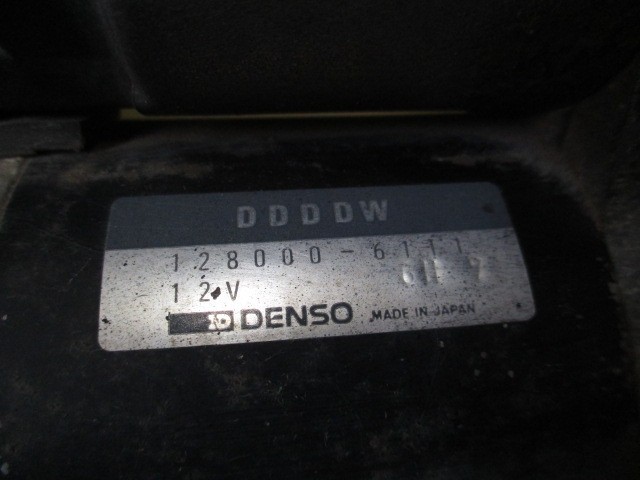 DDDDW
128000-6111
12V
DENSO MADE IN JAPAN